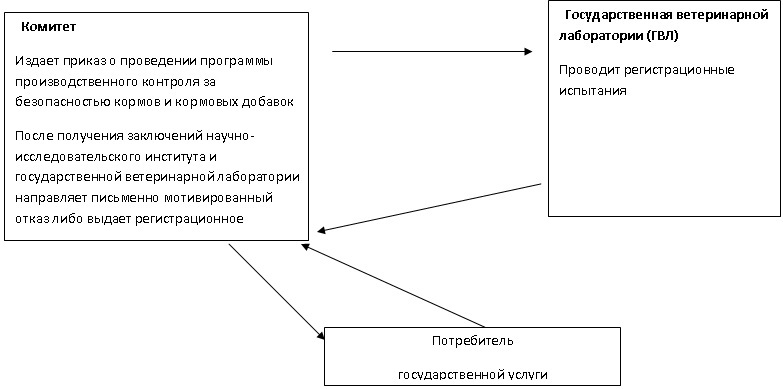 Комитет
Издает приказ о проведении программы
производственного контроля за
безопасностью кормов и кормовых добавок
После получения заключений научно-
исследовательского института и
государственной ветеринарной лаборатории
направляет письменно мотивированный
отказ либо выдает регистрационное
Государственная ветеринарной
лаборатории (ГВЛ)
Проводит регистрационные
испытания
Потребитель
государственной услуги